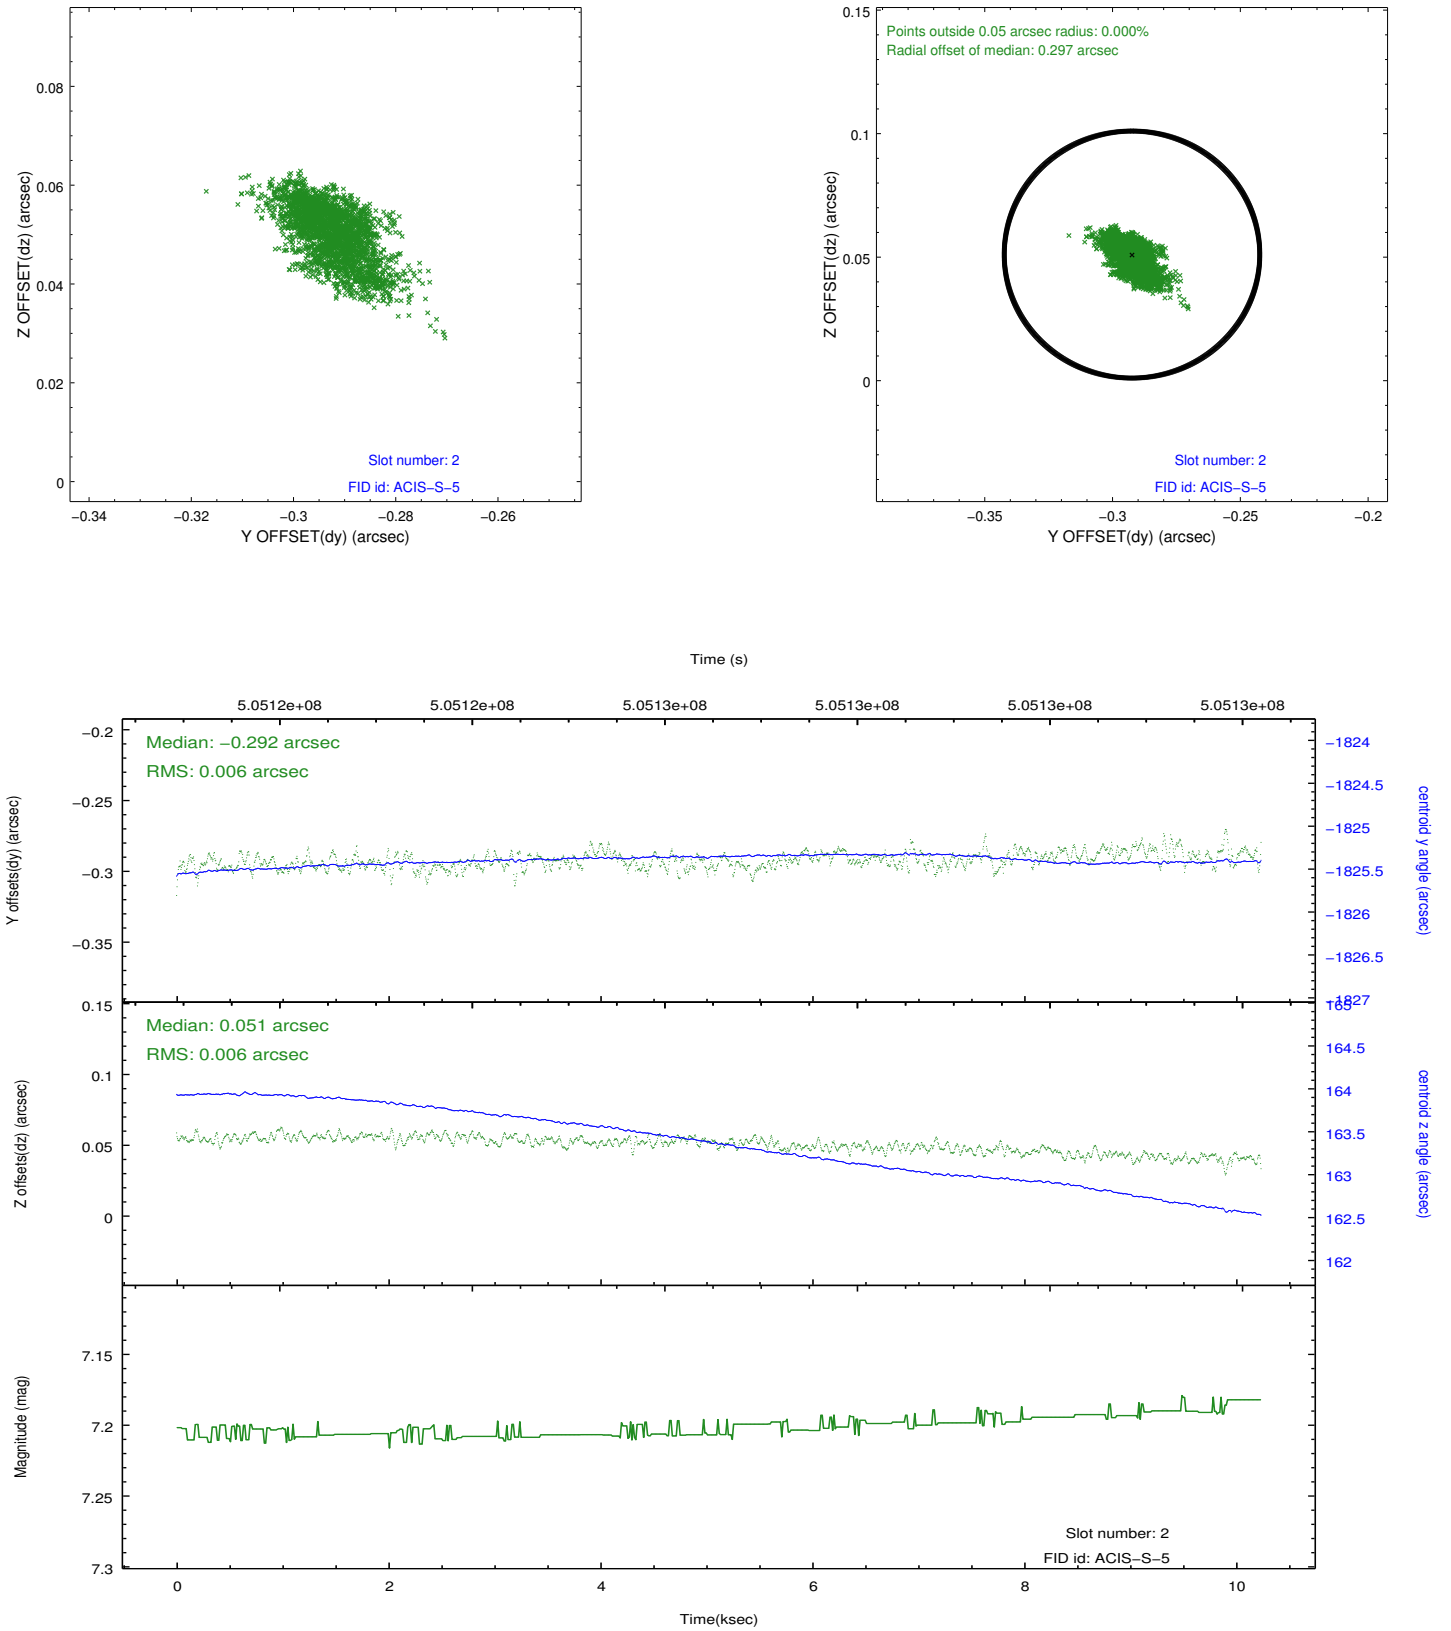 0.08
0.06
0.04
0.02
0
Z OFFSET(dz) (arcsec)
Slot number: 2
FID id: ACIS−S−5
−0.34 −0.32 −0.3 −0.28 −0.26
Y OFFSET(dy) (arcsec)
Points outside 0.05 arcsec radius: 0.000%
Radial offset of median: 0.297 arcsec
0.15
0.1
0.05
0
Z OFFSET(dz) (arcsec)
Slot number: 2
FID id: ACIS−S−5
−0.35 −0.3 −0.25 −0.2
Y OFFSET(dy) (arcsec)
Time (s)
5.0512e+08 5.0512e+08 5.0513e+08 5.0513e+08 5.0513e+08 5.0513e+08
Median: −0.292 arcsec
RMS: 0.006 arcsec
−0.2
−0.25
−0.3
−0.35
Y offsets(dy) (arcsec)
−1824
−1824.5
−1825
−1825.5
−1826
−1826.5
−1827
centroid y angle (arcsec)
Median: 0.051 arcsec
RMS: 0.006 arcsec
0.15
0.1
0.05
0
Z offsets(dz) (arcsec)
165
164.5
164
163.5
163
162.5
162
centroid z angle (arcsec)
7.15
7.2
7.25
7.3
Magnitude (mag)
Slot number: 2
FID id: ACIS−S−5
0 2 4 6 8 10
Time(ksec)